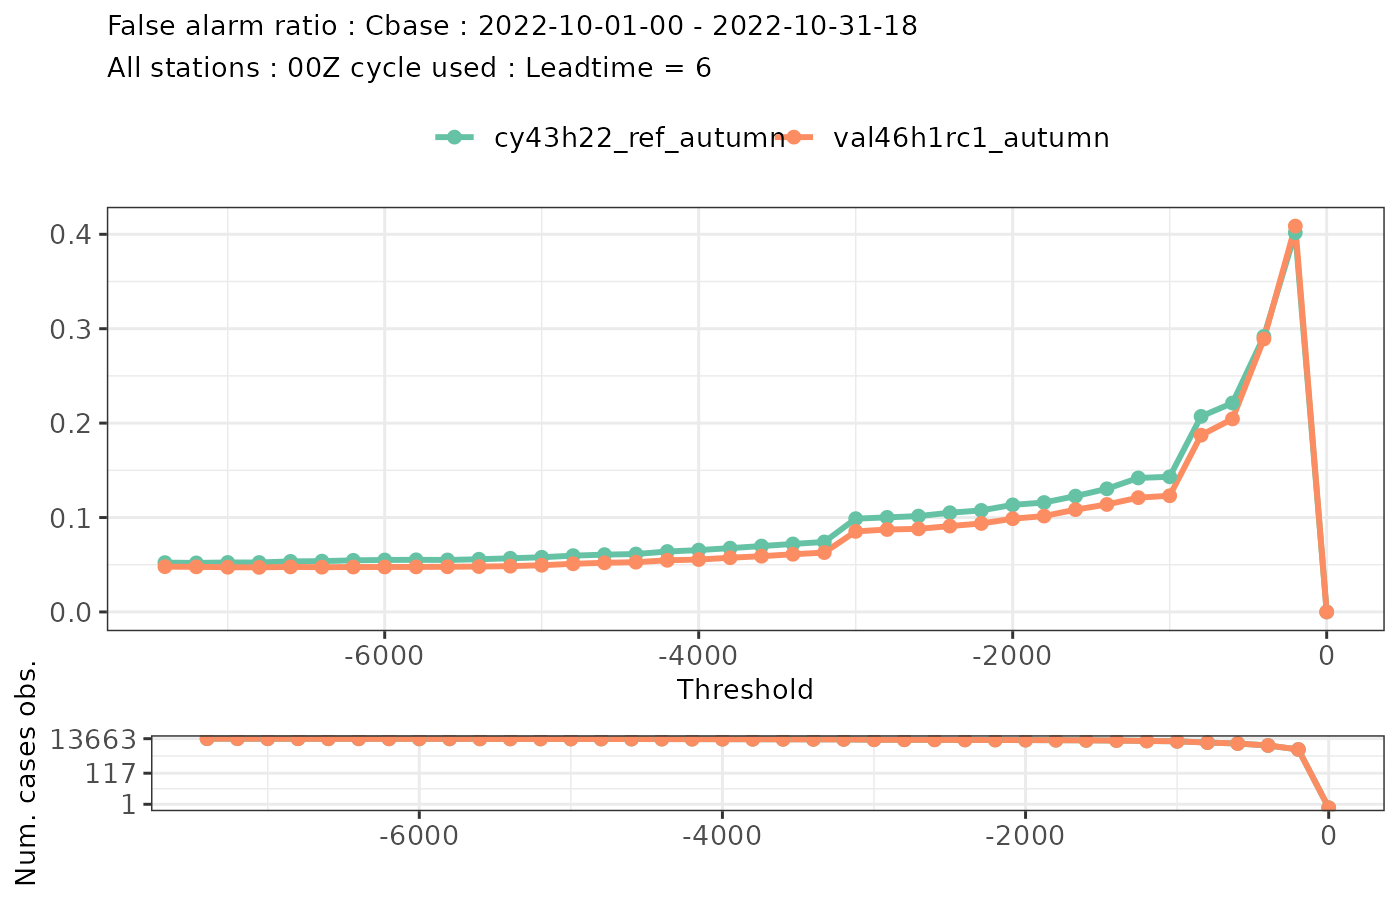 False alarm ratio : Cbase : 2022-10-01-00 - 2022-10-31-18
All stations : 00Z cycle used : Leadtime = 6
cy43h22_ref_autumn val46h1rc1_autumn
0.4
0.3
0.2
0.1
0.0
-6000 -4000 -2000 0
Threshold
Num. cases obs.
13663
117
1
-6000 -4000 -2000 0